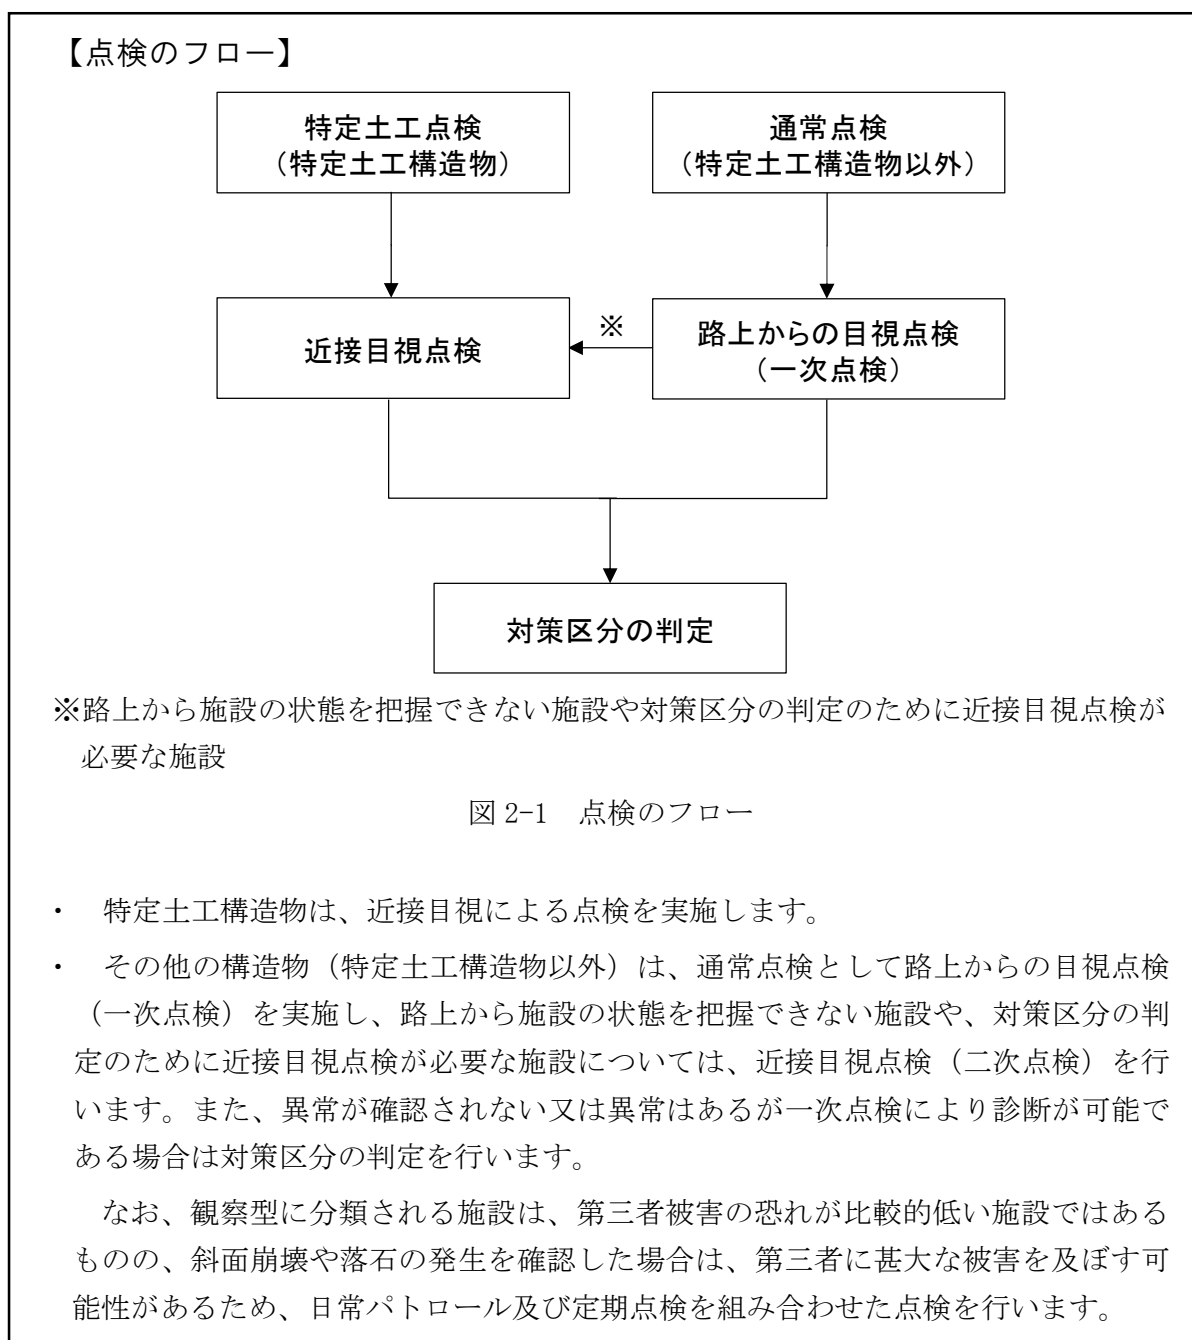 【点検のフロー】
特定土工点検
（特定土工構造物）
通常点検
（特定土工構造物以外）
近接目視点検
※
路上からの目視点検
（一次点検）
対策区分の判定
※路上から施設の状態を把握できない施設や対策区分の判定のために近接目視点検が
必要な施設
図 2-1　点検のフロー
・　特定土工構造物は、近接目視による点検を実施します。
・　その他の構造物（特定土工構造物以外）は、通常点検として路上からの目視点検
（一次点検）を実施し、路上から施設の状態を把握できない施設や、対策区分の判
定のために近接目視点検が必要な施設については、近接目視点検（二次点検）を行
います。また、異常が確認されない又は異常はあるが一次点検により診断が可能で
ある場合は対策区分の判定を行います。
なお、観察型に分類される施設は、第三者被害の恐れが比較的低い施設ではある
ものの、斜面崩壊や落石の発生を確認した場合は、第三者に甚大な被害を及ぼす可
能性があるため、日常パトロール及び定期点検を組み合わせた点検を行います。